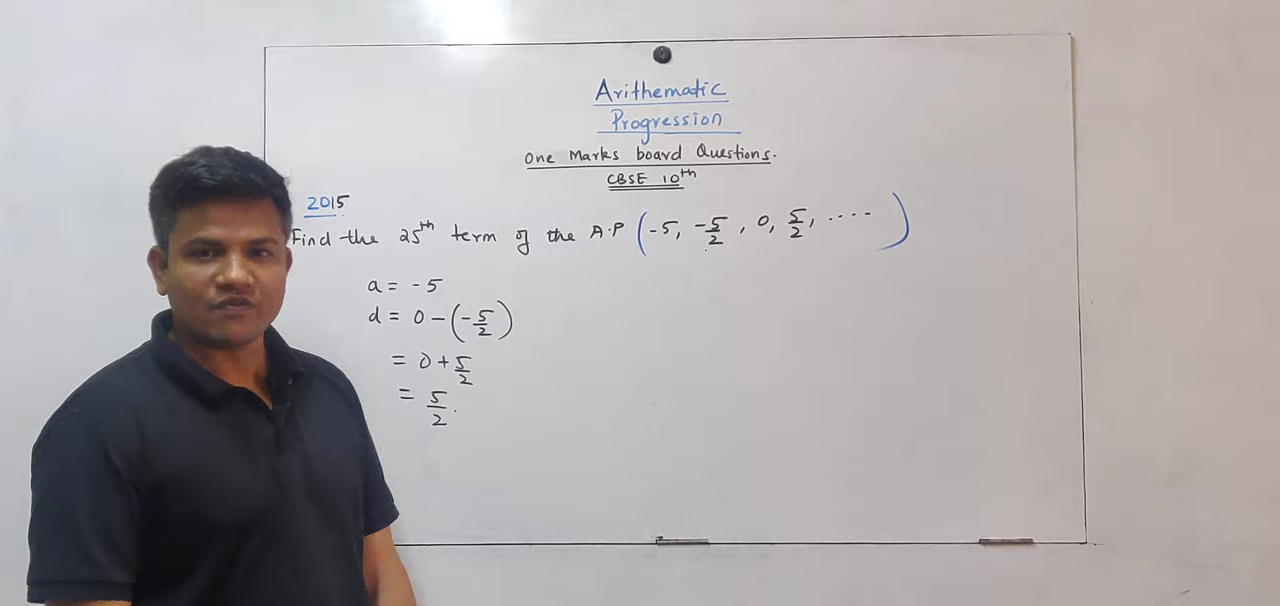 Arithematic
Progression
One Marks board Questions.
CBSE 10th
2015
Find the 25th term of the A.P (-5, -5/2, 0, 5/2, ....)
a = -5
d = 0 - (-5/2)
= 0 + 5/2
= 5/2.